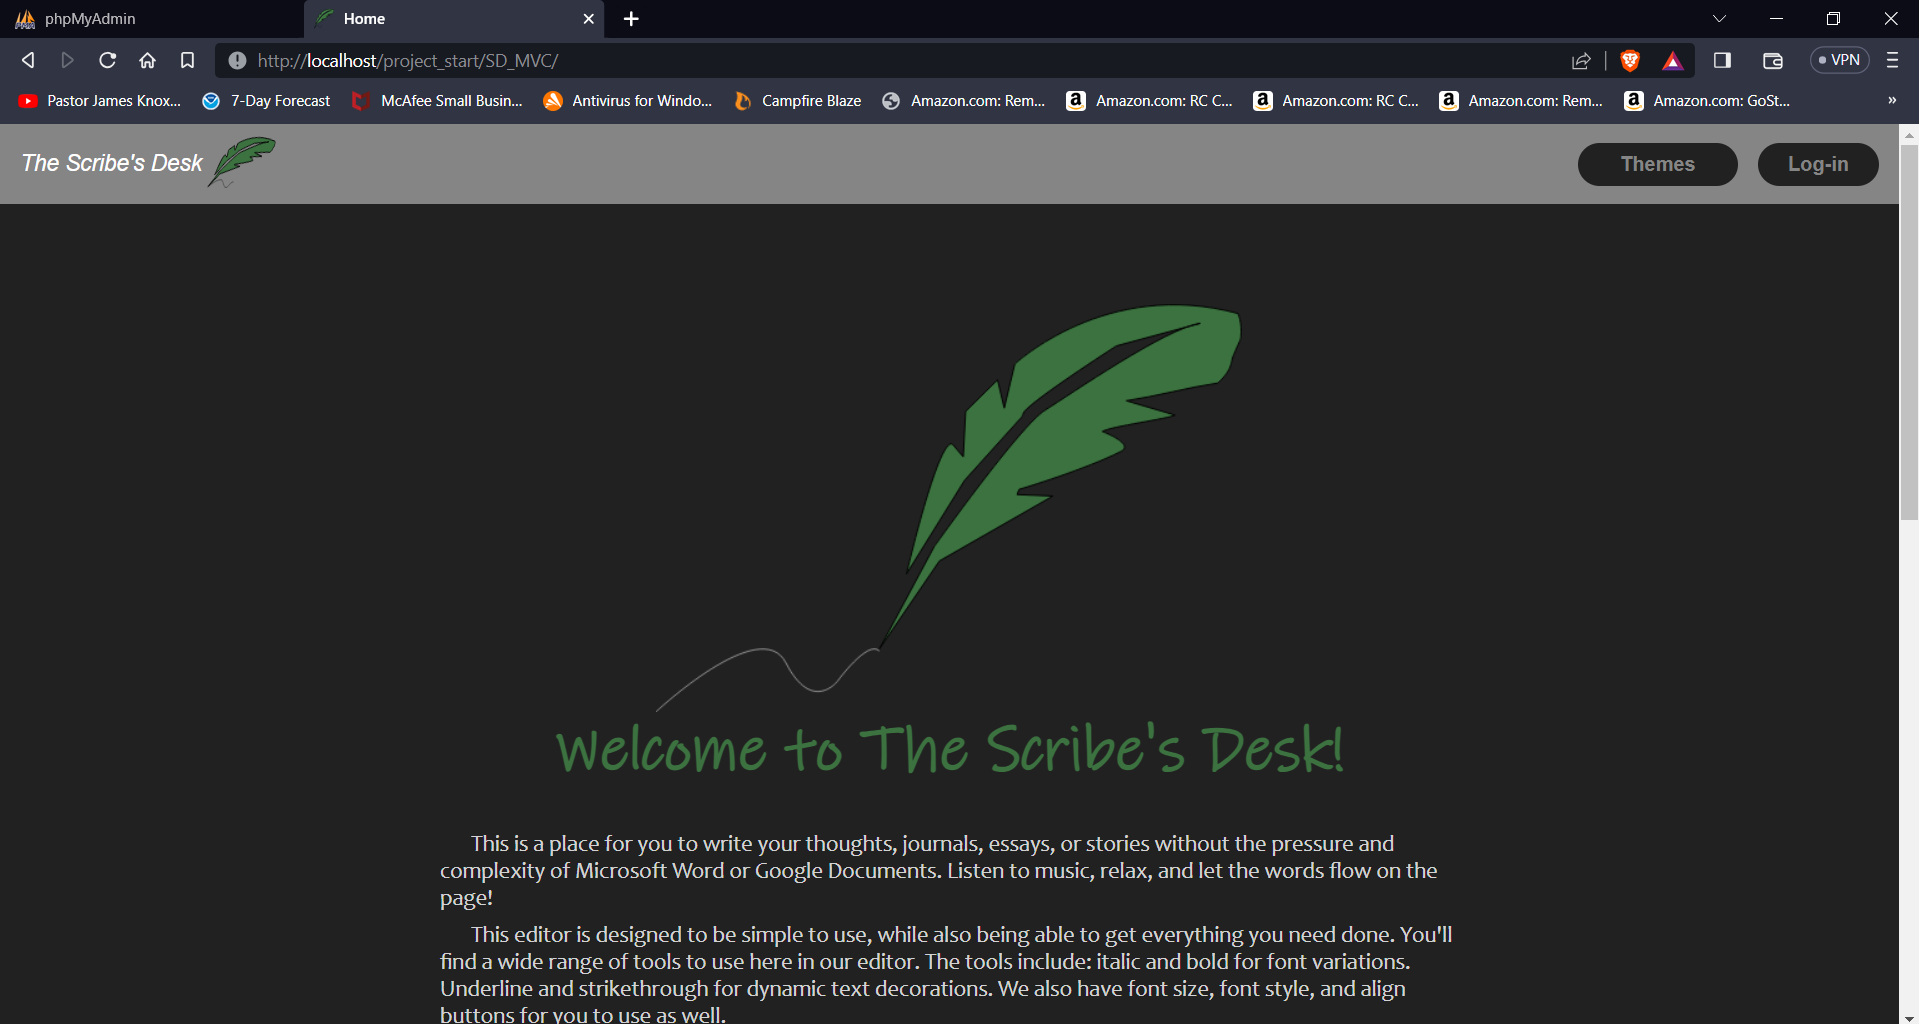 phpMyAdmin
Home
http://localhost/project_start/SD_MVC/
VPN
Pastor James Knox...
7-Day Forecast
McAfee Small Busin...
Antivirus for Windo...
Campfire Blaze
Amazon.com: Rem...
Amazon.com: RC C...
Amazon.com: RC C...
Amazon.com: Rem...
Amazon.com: GoSt...
»
The Scribe's Desk
Themes
Log-in
Welcome to The Scribe's Desk!
This is a place for you to write your thoughts, journals, essays, or stories without the pressure and
complexity of Microsoft Word or Google Documents. Listen to music, relax, and let the words flow on the
page!
This editor is designed to be simple to use, while also being able to get everything you need done. You'll
find a wide range of tools to use here in our editor. The tools include: italic and bold for font variations.
Underline and strikethrough for dynamic text decorations. We also have font size, font style, and align
buttons for you to use as well.